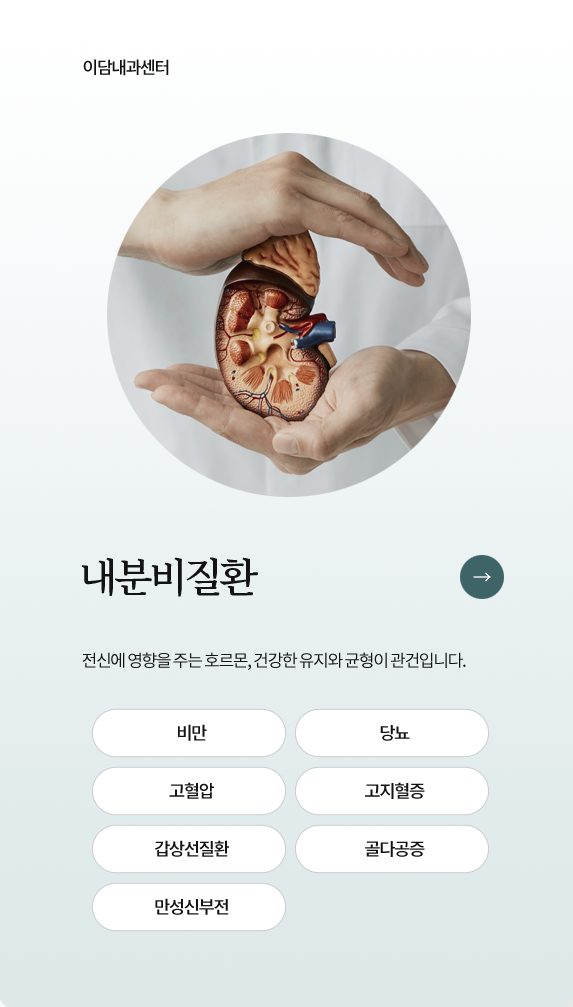 이담내과센터
내분비질환
전신에 영향을 주는 호르몬, 건강한 유지와 균형이 관건입니다.
비만
당뇨
고혈압
고지혈증
갑상선질환
골다공증
만성신부전